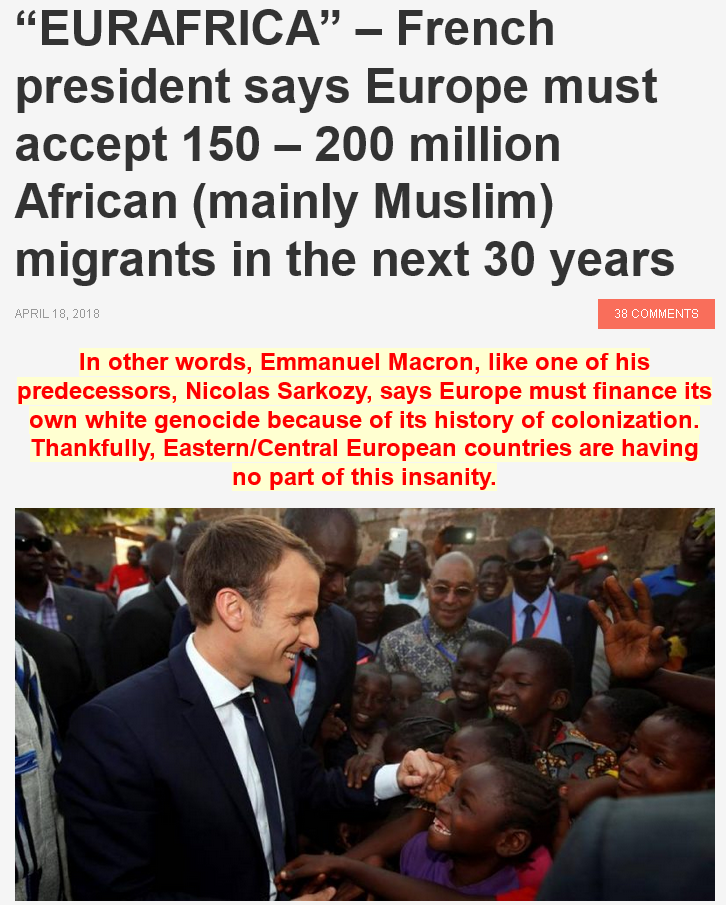 “EURAFRICA” – French
president says Europe must
accept 150 – 200 million
African (mainly Muslim)
migrants in the next 30 years
APRIL 18, 2018
38 COMMENTS
In other words, Emmanuel Macron, like one of his
predecessors, Nicolas Sarkozy, says Europe must finance its
own white genocide because of its history of colonization.
Thankfully, Eastern/Central European countries are having
no part of this insanity.